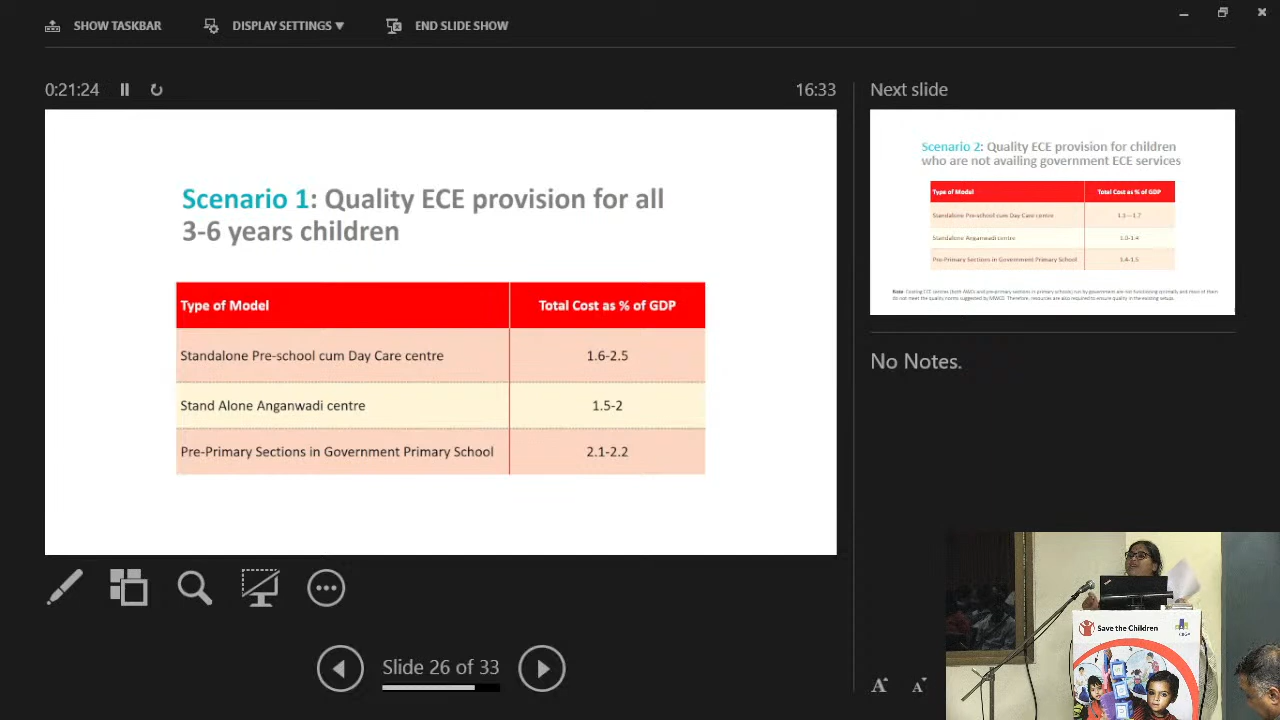 SHOW TASKBAR
DISPLAY SETTINGS ▼
END SLIDE SHOW
0:21:24
16:33
Scenario 1: Quality ECE provision for all
3-6 years children
Type of Model
Total Cost as % of GDP
Standalone Pre-school cum Day Care centre
1.6-2.5
Stand Alone Anganwadi centre
1.5-2
Pre-Primary Sections in Government Primary School
2.1-2.2
Slide 26 of 33
Next slide
Scenario 2: Quality ECE provision for children
who are not availing government ECE services
Type of Model
Total Cost as % of GDP
Standalone Pre-school cum Day Care centre
Standalone Anganwadi centre
1.0-1.4
Pre-Primary Sections in Government Primary School
1.4-1.5
No Notes.
A A
Save the Children
CBGA